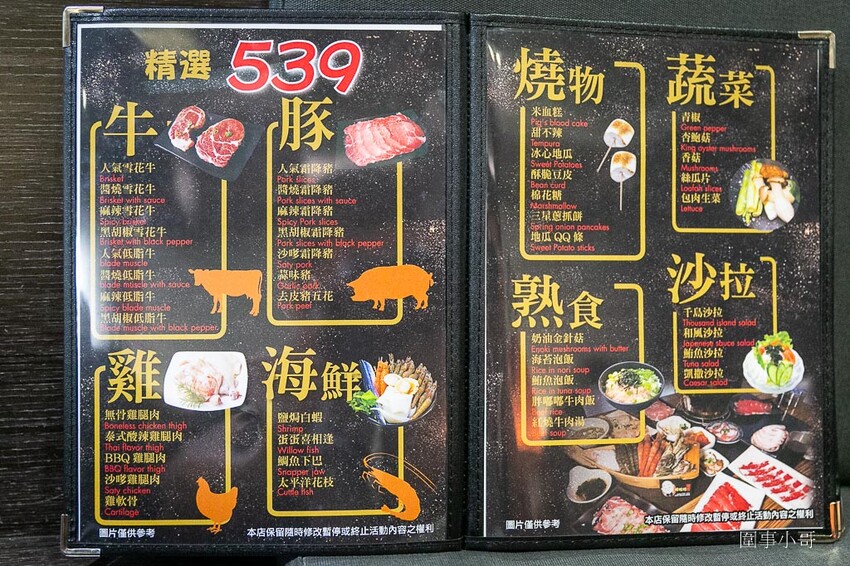 精選 539
牛
人氣雪花牛
Brisket
醬燒雪花牛
Brisket with sauce
麻辣雪花牛
Spicy brisket
黑胡椒雪花牛
Brisket with black pepper
人氣低脂牛
blade muscle
醬燒低脂牛
blade muscle with sauce
麻辣低脂牛
Spicy blade muscle
黑胡椒低脂牛
blade muscle with black pepper
豚
人氣霜降豬
Pork slices
醬燒霜降豬
Pork slices with sauce
麻辣霜降豬
Spicy Pork slices
黑胡椒霜降豬
Pork slices with black pepper
沙嗲霜降豬
Saty pork
蒜味豬
Garlic pork
去皮豬五花
Pork peef
雞
無骨雞腿肉
Boneless chicken thigh
泰式酸辣雞腿肉
Thai flavor thigh
BBQ 雞腿肉
BBQ flavor thigh
沙嗲雞腿肉
Saty chicken
雞軟骨
Cartilage
海鮮
鹽焗白蝦
Shrimp
蛋蛋喜相逢
Willow fish
鯛魚下巴
Snapper jaw
太平洋花枝
Cuttle fish
圖片僅供參考
本店保留隨時修改暫停或終止活動內容之權利
燒物
米血糕
Pig's blood cake
甜不辣
Tempura
冰心地瓜
Sweet Potatoes
酥脆豆皮
Bean curd
棉花糖
Marshmallow
三星蔥抓餅
Spring onion pancakes
地瓜 QQ 條
Sweet Potato sticks
蔬菜
青椒
Green pepper
杏鮑菇
King oyster mushrooms
香菇
Mushrooms
絲瓜片
Loofah slices
包肉生菜
Lettuce
熟食
奶油金針菇
Enoki mushrooms with butter
海苔泡飯
Rice in nori soup
鮪魚泡飯
Rice in tuna soup
胖嘟嘟牛肉飯
Beef rice
紅燒牛肉湯
soup
沙拉
千島沙拉
Thousand island salad
和風沙拉
Japanese sauce salad
鮪魚沙拉
Tuna salad
凱撒沙拉
Caesar salad
圖片僅供參考
本店保留隨時修改暫停或終止活動內容之權利
圍事小哥